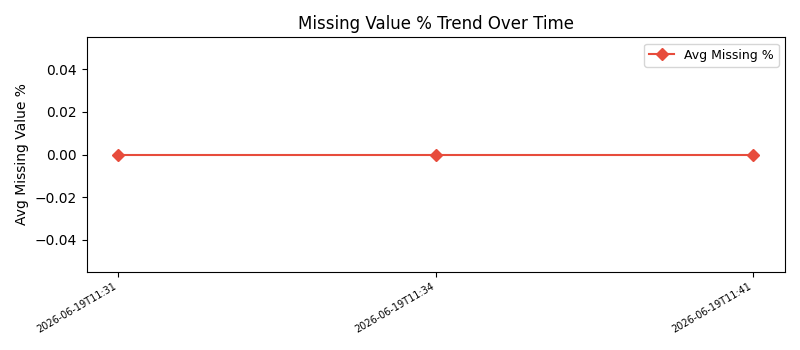 Missing Value % Trend Over Time
Avg Missing %
Avg Missing Value %
0.04
0.02
0.00
−0.02
−0.04
2026-06-19T11:31
2026-06-19T11:34
2026-06-19T11:41